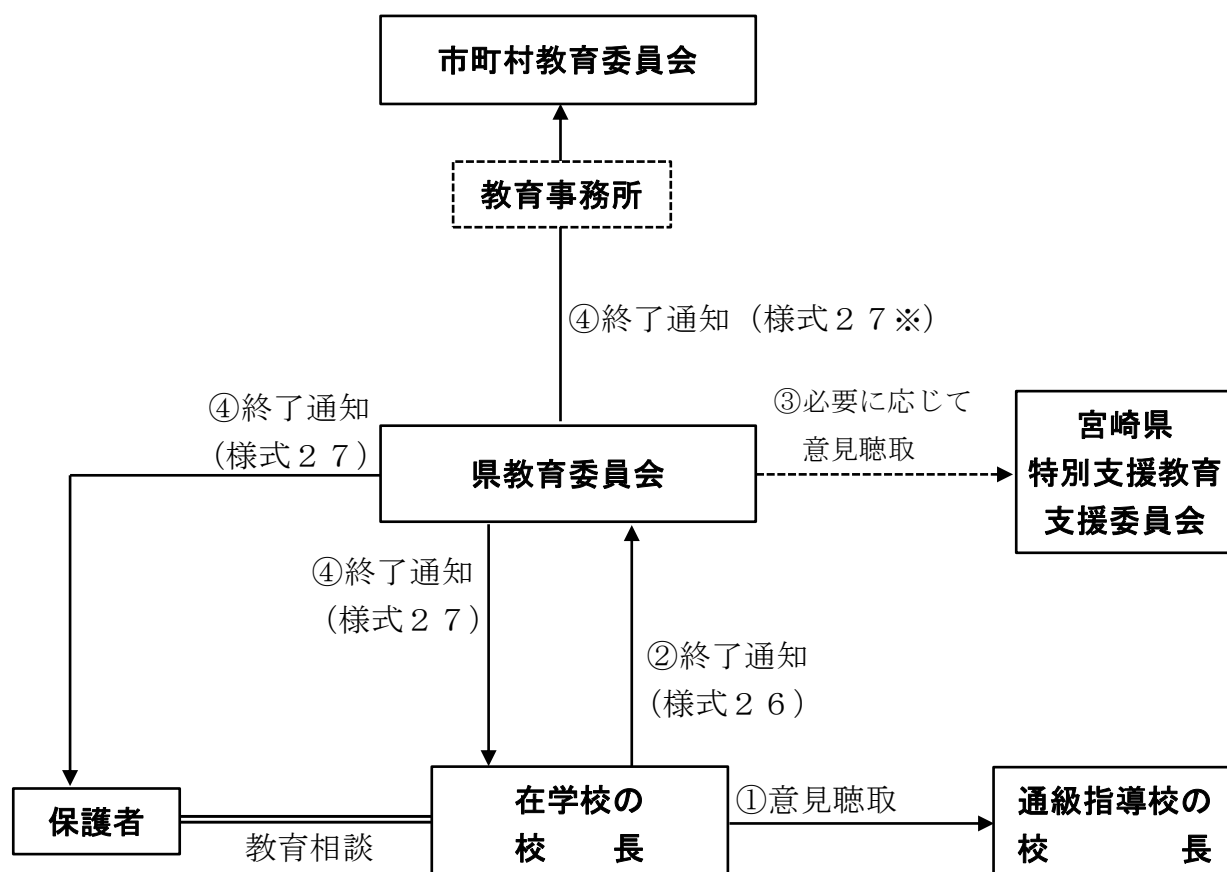 市町村教育委員会
教育事務所
④終了通知（様式２７※）
④終了通知
（様式２７）
③必要に応じて
意見聴取
宮崎県
特別支援教育
支援委員会
県教育委員会
④終了通知
（様式２７）
②終了通知
（様式２６）
保護者
教育相談
在学校の
校　　長
①意見聴取
通級指導校の
校　　　　長